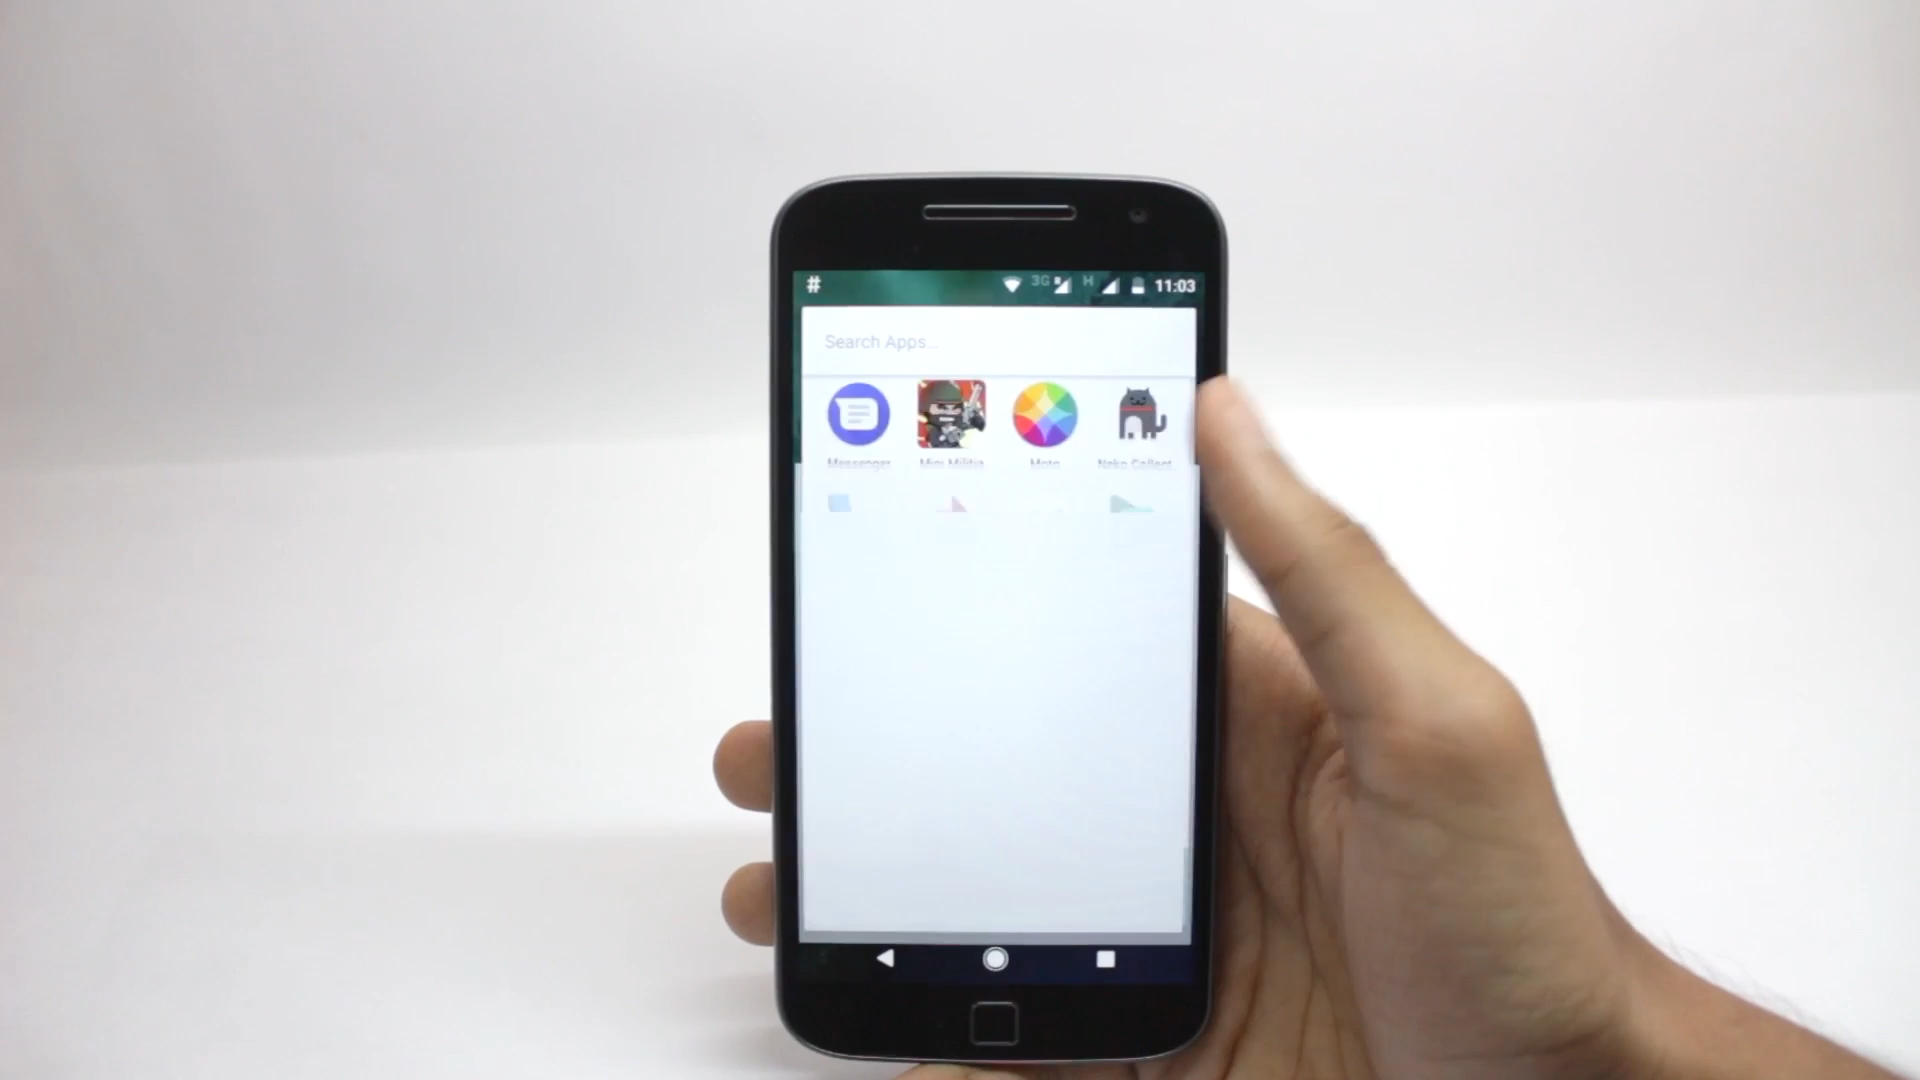 # 3G H 11:03
Search Apps...
Messenger Mini Militia Moto Neko Collect..